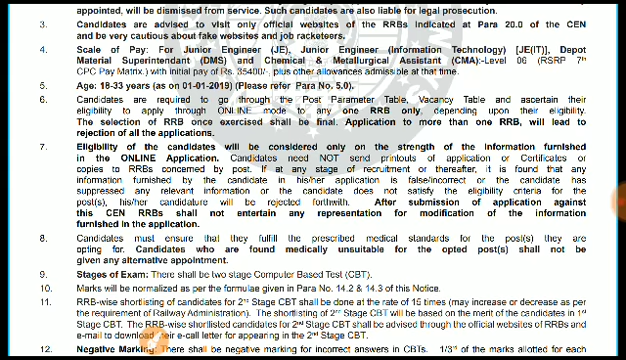 appointed, will be dismissed from service. Such candidates are also liable for legal prosecution.
3. Candidates are advised to visit only official websites of the RRBs indicated at Para 20.0 of the CEN
and be very cautious about fake websites and job racketeers.
4. Scale of Pay: For Junior Engineer (JE), Junior Engineer (Information Technology) [JE(IT)], Depot
Material Superintendent (DMS) and Chemical & Metallurgical Assistant (CMA):-Level 06 (RSRP 7th
CPC Pay Matrix.) with initial pay of Rs. 35400/-, plus other allowances admissible at that time.
5. Age: 18-33 years (as on 01-01-2019) (Please refer Para No. 5.0).
6. Candidates are required to go through the Post Parameter Table, Vacancy Table and ascertain their
eligibility to apply through ONLINE mode to any one RRB only, depending upon their eligibility.
The selection of RRB once exercised shall be final. Application to more than one RRB, will lead to
rejection of all the applications.
7. Eligibility of the candidates will be considered only on the strength of the information furnished
in the ONLINE Application. Candidates need NOT send printouts of application or Certificates or
copies to RRBs concerned by post. If at any stage of recruitment or thereafter, it is found that any
information furnished by the candidate in his/her application is false/incorrect or the candidate has
suppressed any relevant information or the candidate does not satisfy the eligibility criteria for the
post(s), his/her candidature will be rejected forthwith. After submission of application against
this CEN RRBs shall not entertain any representation for modification of the information
furnished in the application.
8. Candidates must ensure that they fulfill the prescribed medical standards for the post(s) they are
opting for. Candidates who are found medically unsuitable for the opted post(s) shall not be
given any alternative appointment.
9. Stages of Exam: There shall be two stage Computer Based Test (CBT).
10. Marks will be normalized as per the formulae given in Para No. 14.2 & 14.3 of this Notice.
11. RRB-wise shortlisting of candidates for 2nd Stage CBT shall be done at the rate of 15 times (may increase or decrease as per
the requirement of Railway Administration). The shortlisting of 2nd Stage CBT will be based on the merit of the candidates in 1st
Stage CBT. The RRB-wise shortlisted candidates for 2nd Stage CBT shall be advised through the official websites of RRBs and
e-mail to download their e-call letter for appearing in the 2nd Stage CBT.
12. Negative Marking: There shall be negative marking for incorrect answers in CBTs. 1/3rd of the marks allotted for each